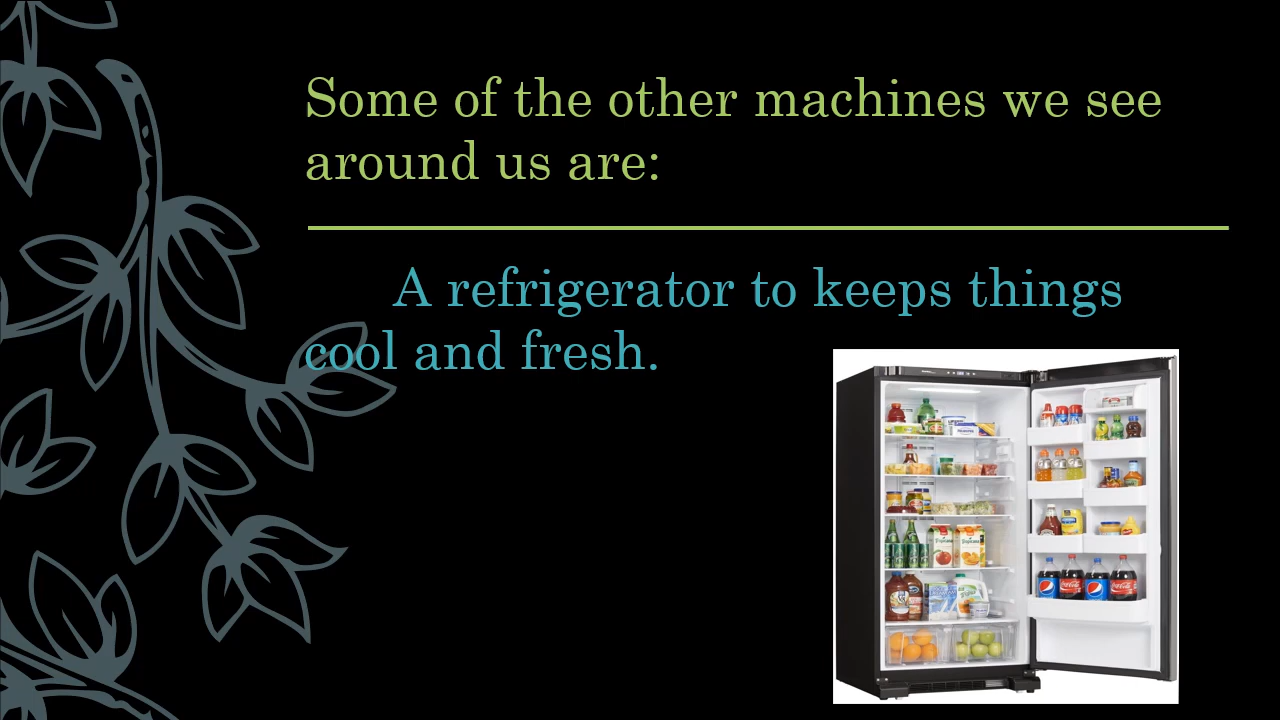 Some of the other machines we see
around us are:
A refrigerator to keeps things
cool and fresh.